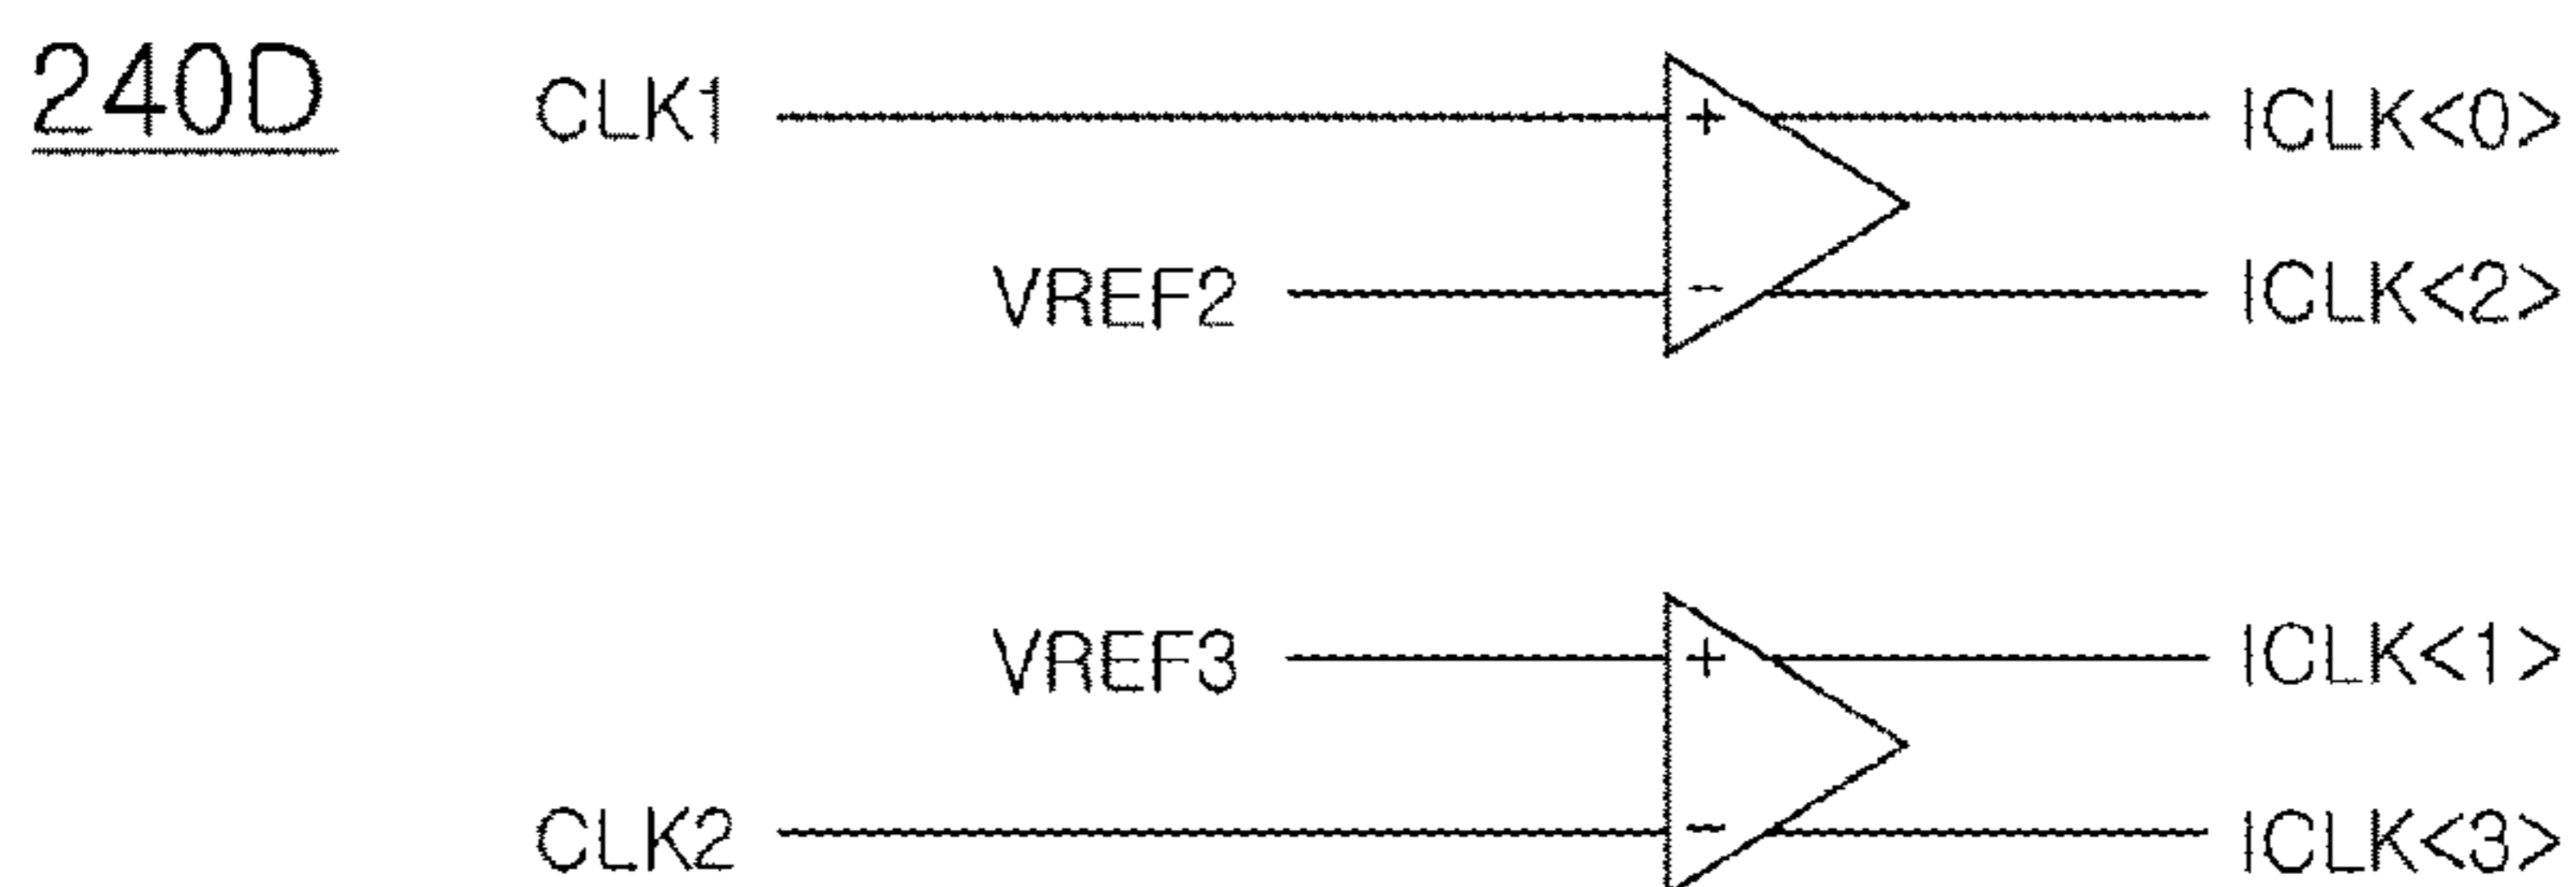 240D
CLK1 + ICLK<0>
VREF2 - ICLK<2>
VREF3 + ICLK<1>
CLK2 - ICLK<3>